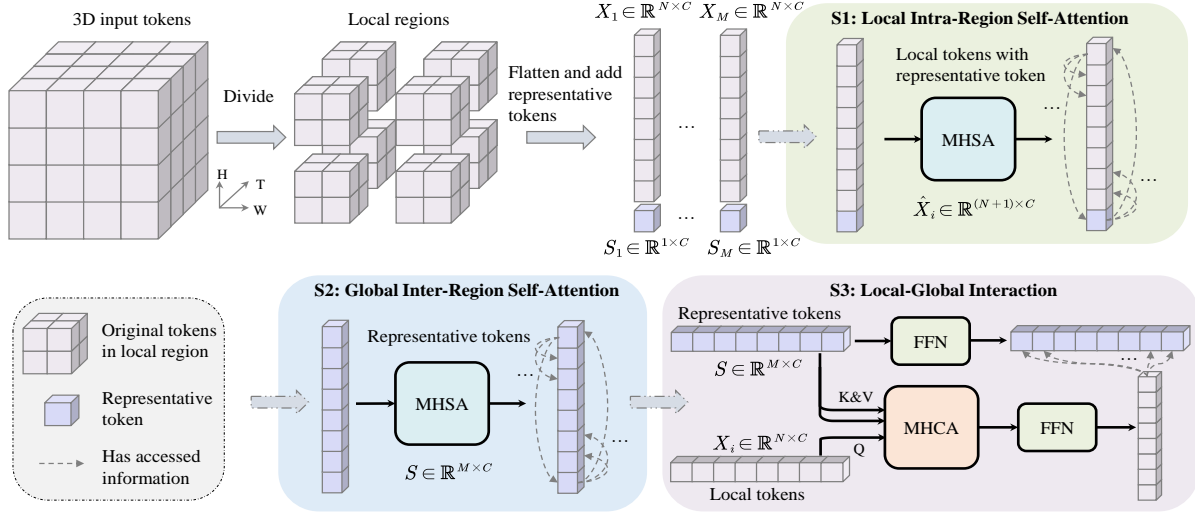 3D input tokens
Local regions
Divide
H
T
W
Flatten and add
representative
tokens
X_1 ∈ ℝ^{N×C} X_M ∈ ℝ^{N×C}
...
...
S_1 ∈ ℝ^{1×C} S_M ∈ ℝ^{1×C}
S1: Local Intra-Region Self-Attention
Local tokens with
representative token
MHSA
...
...
X̂_i ∈ ℝ^{(N+1)×C}
Original tokens
in local region
Representative
token
Has accessed
information
S2: Global Inter-Region Self-Attention
Representative tokens
MHSA
...
...
S ∈ ℝ^{M×C}
S3: Local-Global Interaction
Representative tokens
S ∈ ℝ^{M×C}
FFN
...
K&V
MHCA
FFN
X_i ∈ ℝ^{N×C}
Q
Local tokens